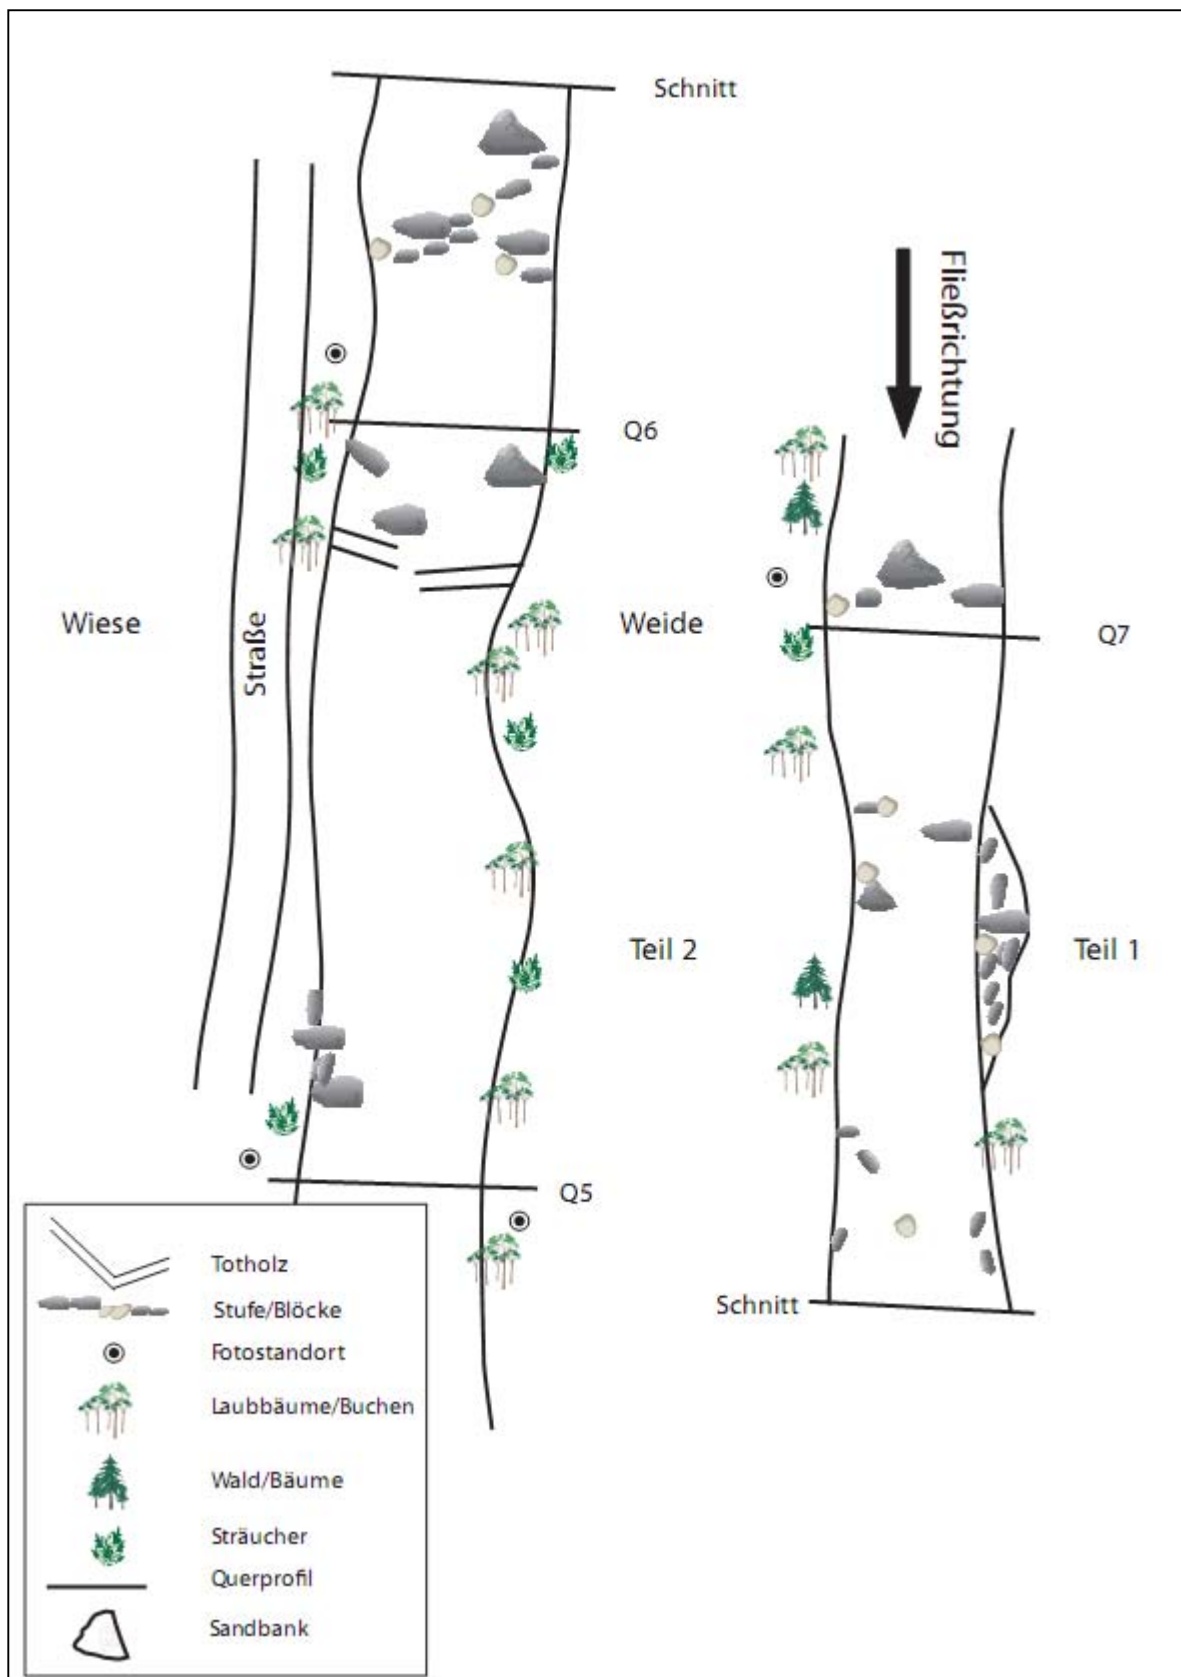 Schnitt
Fließrichtung
Q6
Wiese
Straße
Weide
Q7
Teil 2
Teil 1
Q5
Schnitt
Totholz
Stufe/Blöcke
Fotostandort
Laubbäume/Buchen
Wald/Bäume
Sträucher
Querprofil
Sandbank